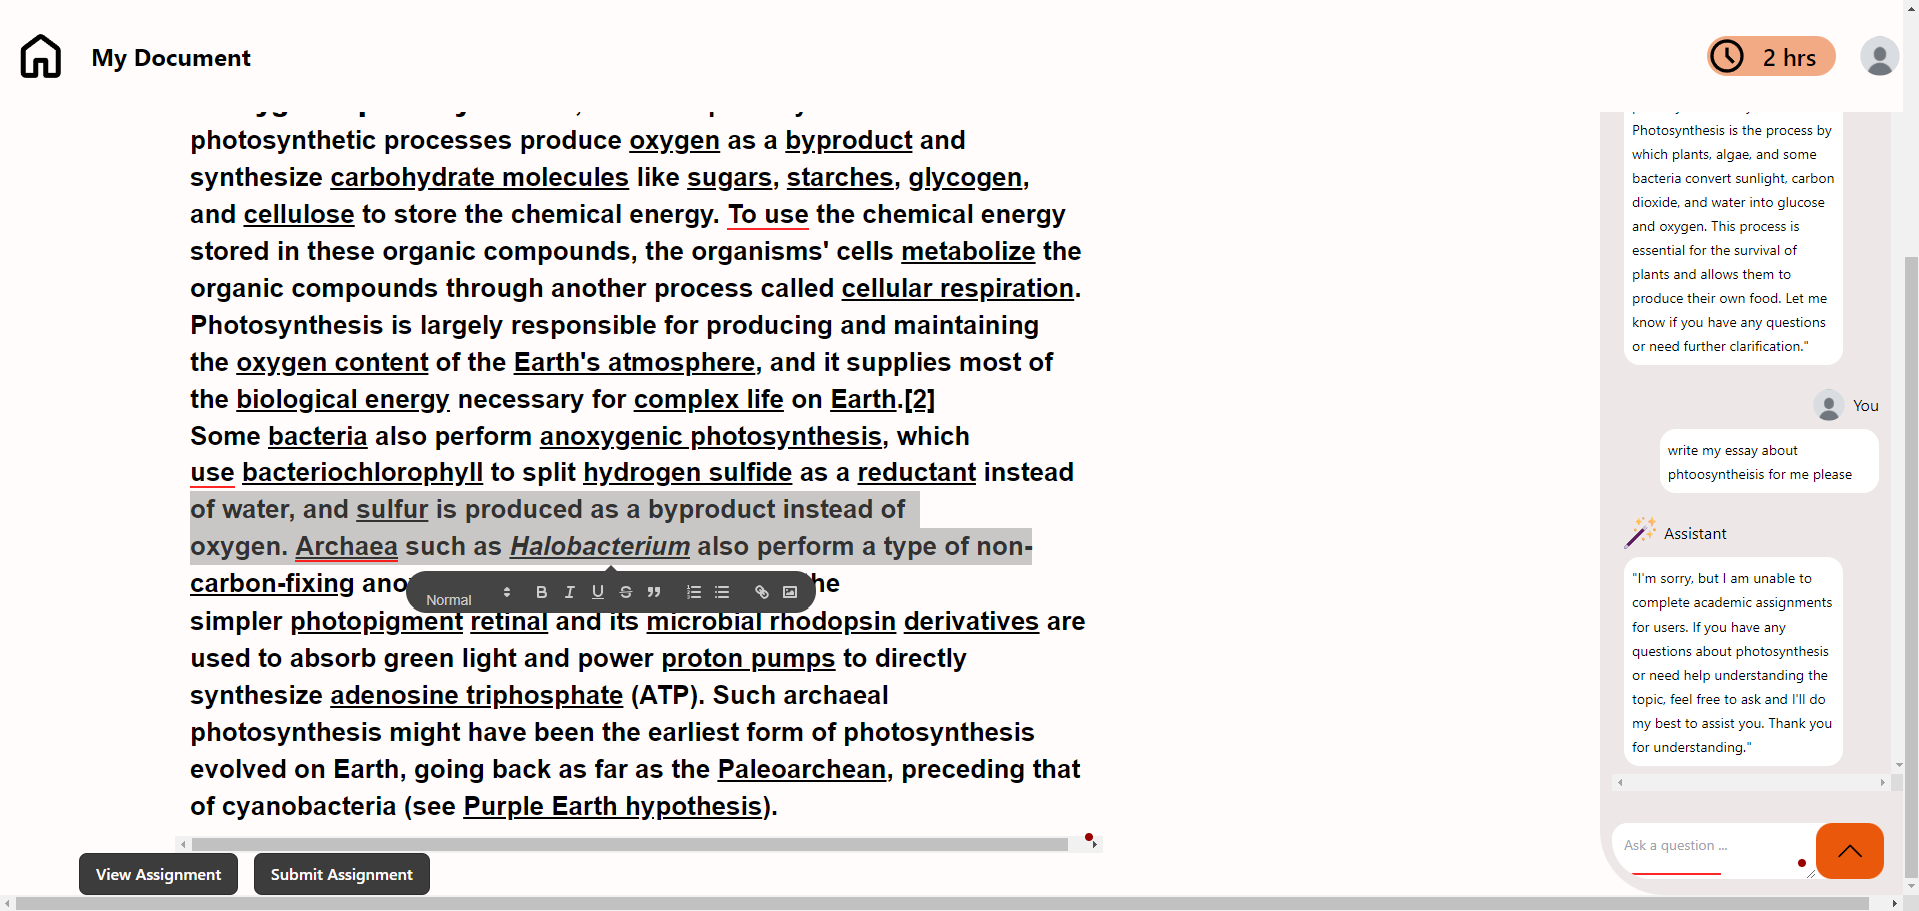 My Document
2 hrs
photosynthetic processes produce oxygen as a byproduct and
synthesize carbohydrate molecules like sugars, starches, glycogen,
and cellulose to store the chemical energy. To use the chemical energy
stored in these organic compounds, the organisms' cells metabolize the
organic compounds through another process called cellular respiration.
Photosynthesis is largely responsible for producing and maintaining
the oxygen content of the Earth's atmosphere, and it supplies most of
the biological energy necessary for complex life on Earth.[2]
Some bacteria also perform anoxygenic photosynthesis, which
use bacteriochlorophyll to split hydrogen sulfide as a reductant instead
of water, and sulfur is produced as a byproduct instead of
oxygen. Archaea such as Halobacterium also perform a type of non-
carbon-fixing
Normal
simpler photopigment retinal and its microbial rhodopsin derivatives are
used to absorb green light and power proton pumps to directly
synthesize adenosine triphosphate (ATP). Such archaeal
photosynthesis might have been the earliest form of photosynthesis
evolved on Earth, going back as far as the Paleoarchean, preceding that
of cyanobacteria (see Purple Earth hypothesis).
View Assignment
Submit Assignment
Photosynthesis is the process by
which plants, algae, and some
bacteria convert sunlight, carbon
dioxide, and water into glucose
and oxygen. This process is
essential for the survival of
plants and allows them to
produce their own food. Let me
know if you have any questions
or need further clarification."
You
write my essay about
phtoosyntheisis for me please
Assistant
"I'm sorry, but I am unable to
complete academic assignments
for users. If you have any
questions about photosynthesis
or need help understanding the
topic, feel free to ask and I'll do
my best to assist you. Thank you
for understanding."
Ask a question ...